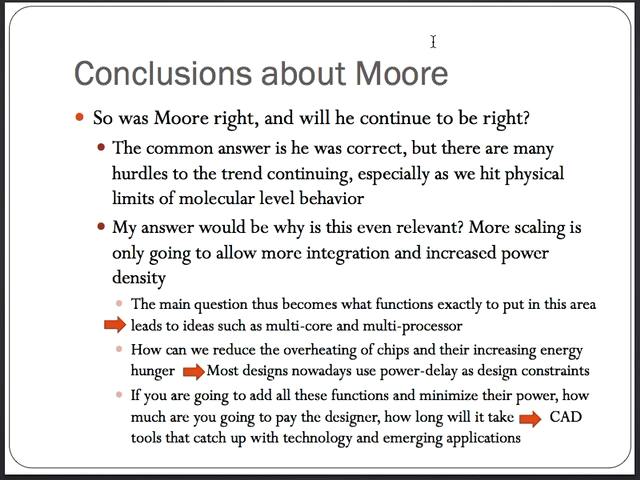 Conclusions about Moore
So was Moore right, and will he continue to be right?
The common answer is he was correct, but there are many
hurdles to the trend continuing, especially as we hit physical
limits of molecular level behavior
My answer would be why is this even relevant? More scaling is
only going to allow more integration and increased power
density
The main question thus becomes what functions exactly to put in this area
leads to ideas such as multi-core and multi-processor
How can we reduce the overheating of chips and their increasing energy
hunger Most designs nowadays use power-delay as design constraints
If you are going to add all these functions and minimize their power, how
much are you going to pay the designer, how long will it take CAD
tools that catch up with technology and emerging applications